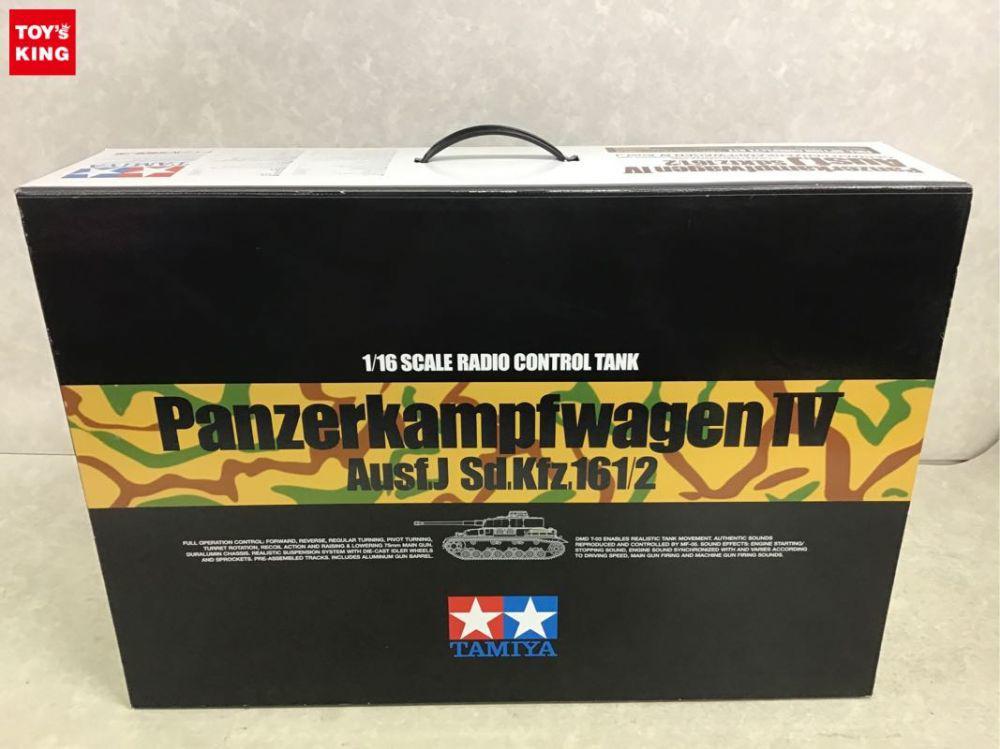 TOY's
KING
TAMIYA
Panzerkampfwagen IV
1/16 SCALE RADIO CONTROL TANK
Panzerkampfwagen IV
Ausf.J Sd.Kfz.161/2
FULL OPERATION CONTROL: FORWARD, REVERSE, REGULAR TURNING, PIVOT TURNING,
TURRET ROTATION, RECOIL ACTION AND RAISING & LOWERING 75mm MAIN GUN.
DURALUMIN CHASSIS. REALISTIC SUSPENSION SYSTEM WITH DIE-CAST IDLER WHEELS
AND SPROCKETS. PRE-ASSEMBLED TRACKS. INCLUDES ALUMINUM GUN BARREL.
DMD T-03 ENABLES REALISTIC TANK MOVEMENT. AUTHENTIC SOUNDS
REPRODUCED AND CONTROLLED BY MF-05. SOUND EFFECTS: ENGINE STARTING/
STOPPING SOUND, ENGINE SOUND SYNCHRONIZED WITH AND VARIES ACCORDING
TO DRIVING SPEED, MAIN GUN FIRING AND MACHINE GUN FIRING SOUNDS.
TAMIYA